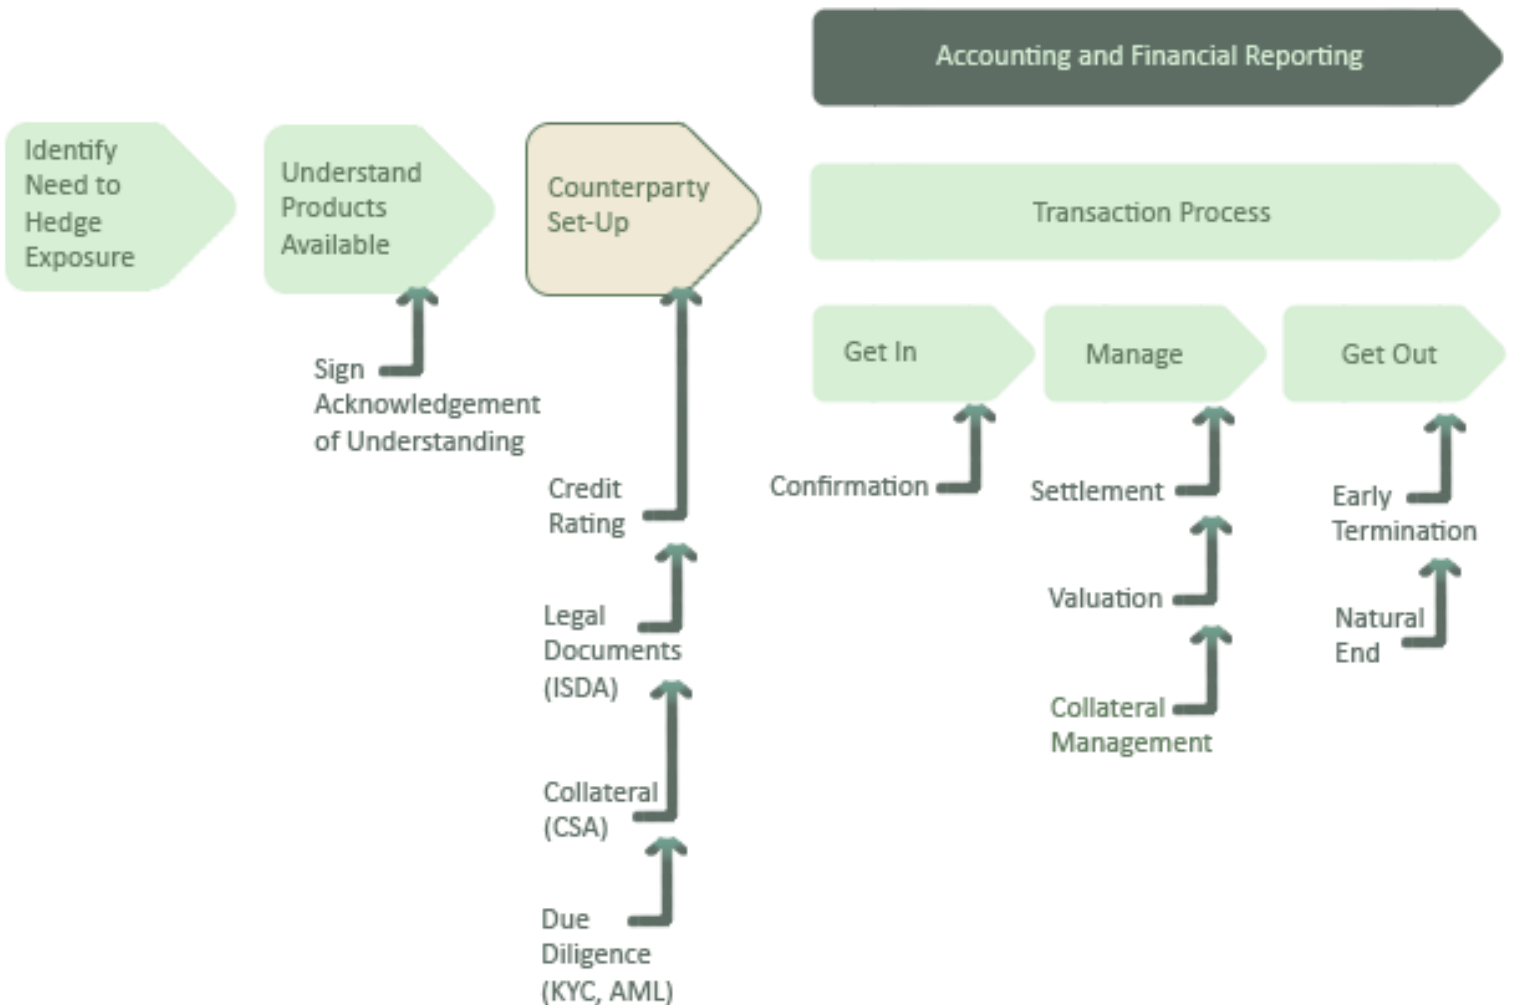 Accounting and Financial Reporting
Identify
Need to
Hedge
Exposure
Understand
Products
Available
Counterparty
Set-Up
Transaction Process
Get In
Manage
Get Out
Sign
Acknowledgement
of Understanding
Credit
Rating
Legal
Documents
(ISDA)
Collateral
(CSA)
Due
Diligence
(KYC, AML)
Confirmation
Settlement
Valuation
Collateral
Management
Early
Termination
Natural
End